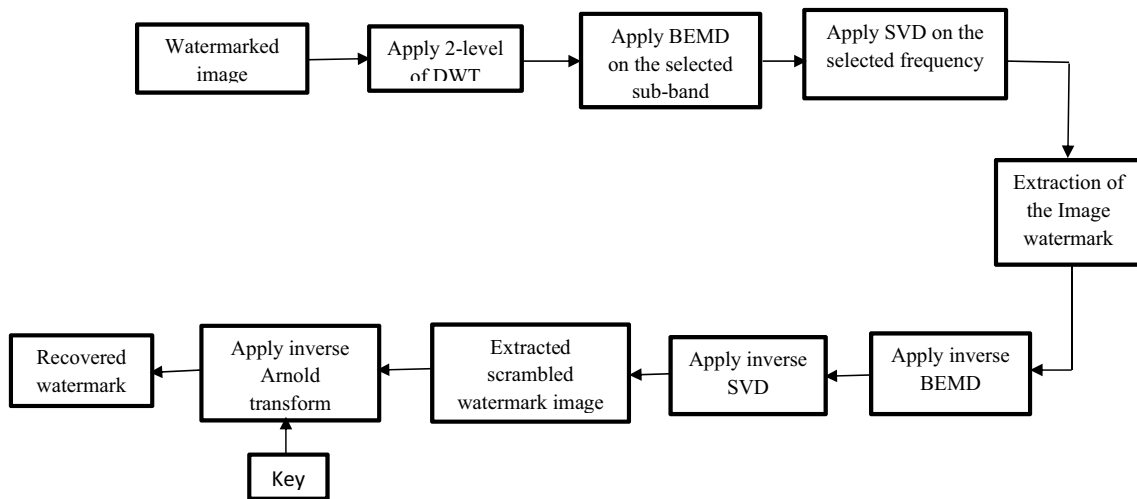 Watermarked
image
Apply 2-level
of DWT
Apply BEMD
on the selected
sub-band
Apply SVD on the
selected frequency
Extraction of
the Image
watermark
Apply inverse
BEMD
Apply inverse
SVD
Extracted
scrambled
watermark image
Apply inverse
Arnold
transform
Recovered
watermark
Key